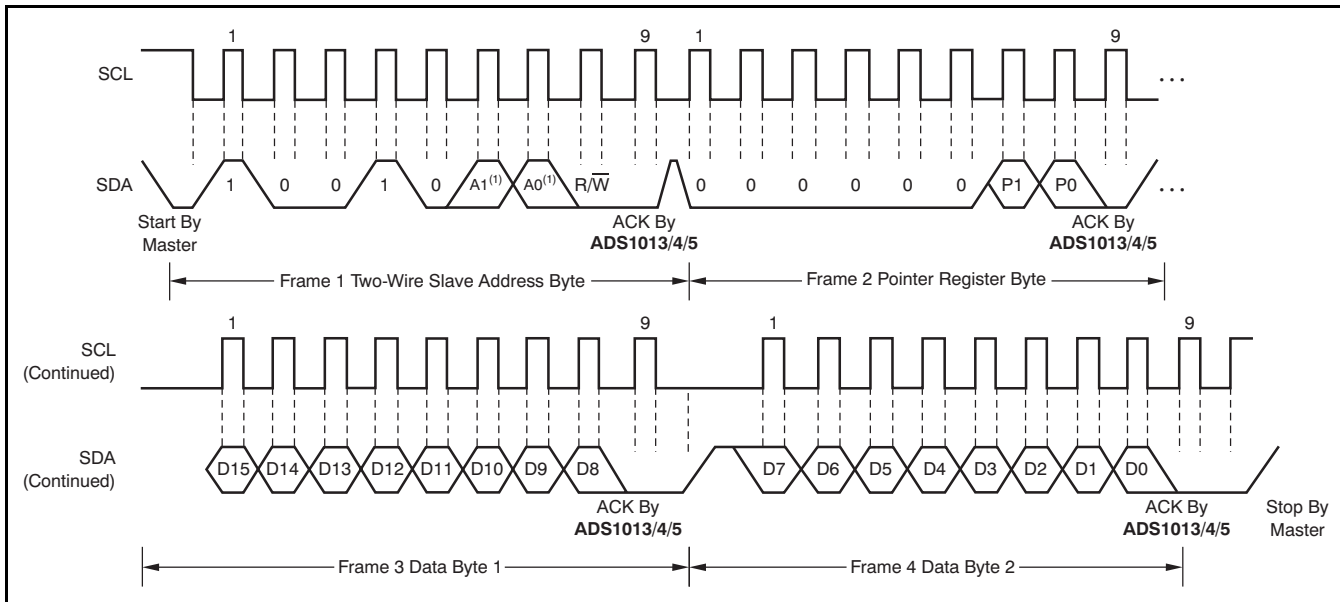 1 9 1 9
SCL ...
SDA 1 0 0 1 0 A1(1) A0(1) R/W̅ 0 0 0 0 0 0 P1 P0 ...
Start By
Master
ACK By
ADS1013/4/5
ACK By
ADS1013/4/5
Frame 1 Two-Wire Slave Address Byte
Frame 2 Pointer Register Byte
1 9 1 9
SCL
(Continued)
SDA
(Continued)
D15 D14 D13 D12 D11 D10 D9 D8 D7 D6 D5 D4 D3 D2 D1 D0
ACK By
ADS1013/4/5
ACK By
ADS1013/4/5
Stop By
Master
Frame 3 Data Byte 1
Frame 4 Data Byte 2